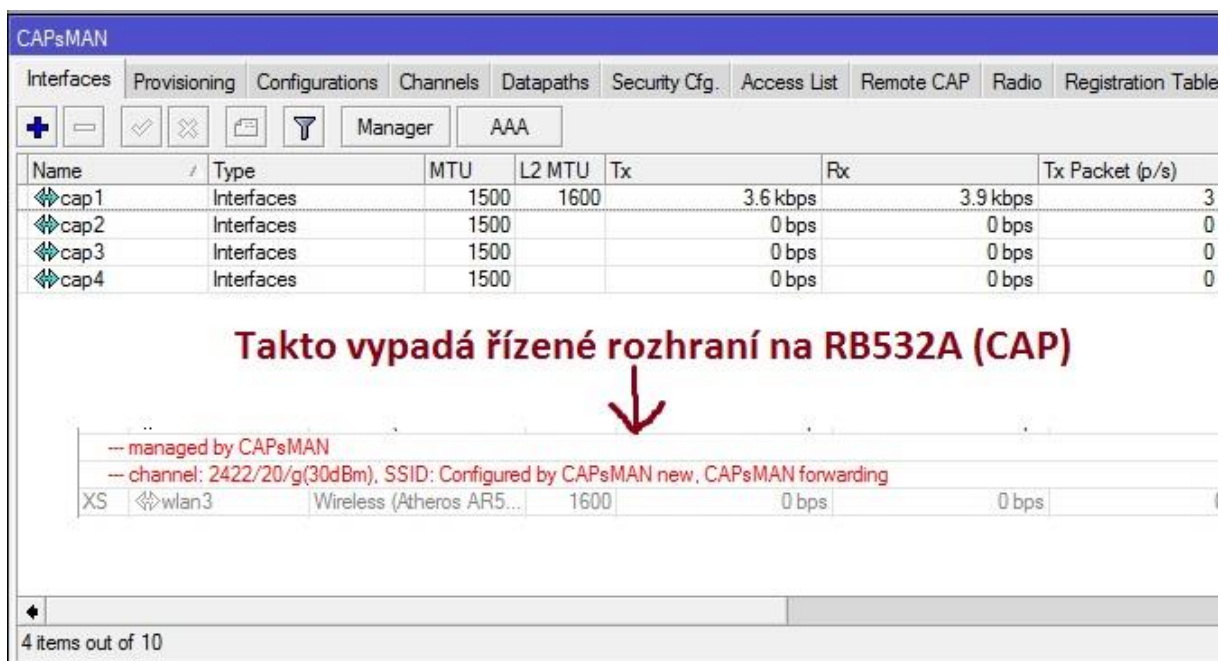 CAPsMAN
Interfaces Provisioning Configurations Channels Datapaths Security Cfg. Access List Remote CAP Radio Registration Table
Manager AAA
Name / Type MTU L2 MTU Tx Rx Tx Packet (p/s)
cap1 Interfaces 1500 1600 3.6 kbps 3.9 kbps 3
cap2 Interfaces 1500 0 bps 0 bps 0
cap3 Interfaces 1500 0 bps 0 bps 0
cap4 Interfaces 1500 0 bps 0 bps 0
Takto vypadá řízené rozhraní na RB532A (CAP)
--- managed by CAPsMAN
--- channel: 2422/20/g(30dBm), SSID: Configured by CAPsMAN new, CAPsMAN forwarding
XS wlan3 Wireless (Atheros AR5... 1600 0 bps 0 bps
4 items out of 10